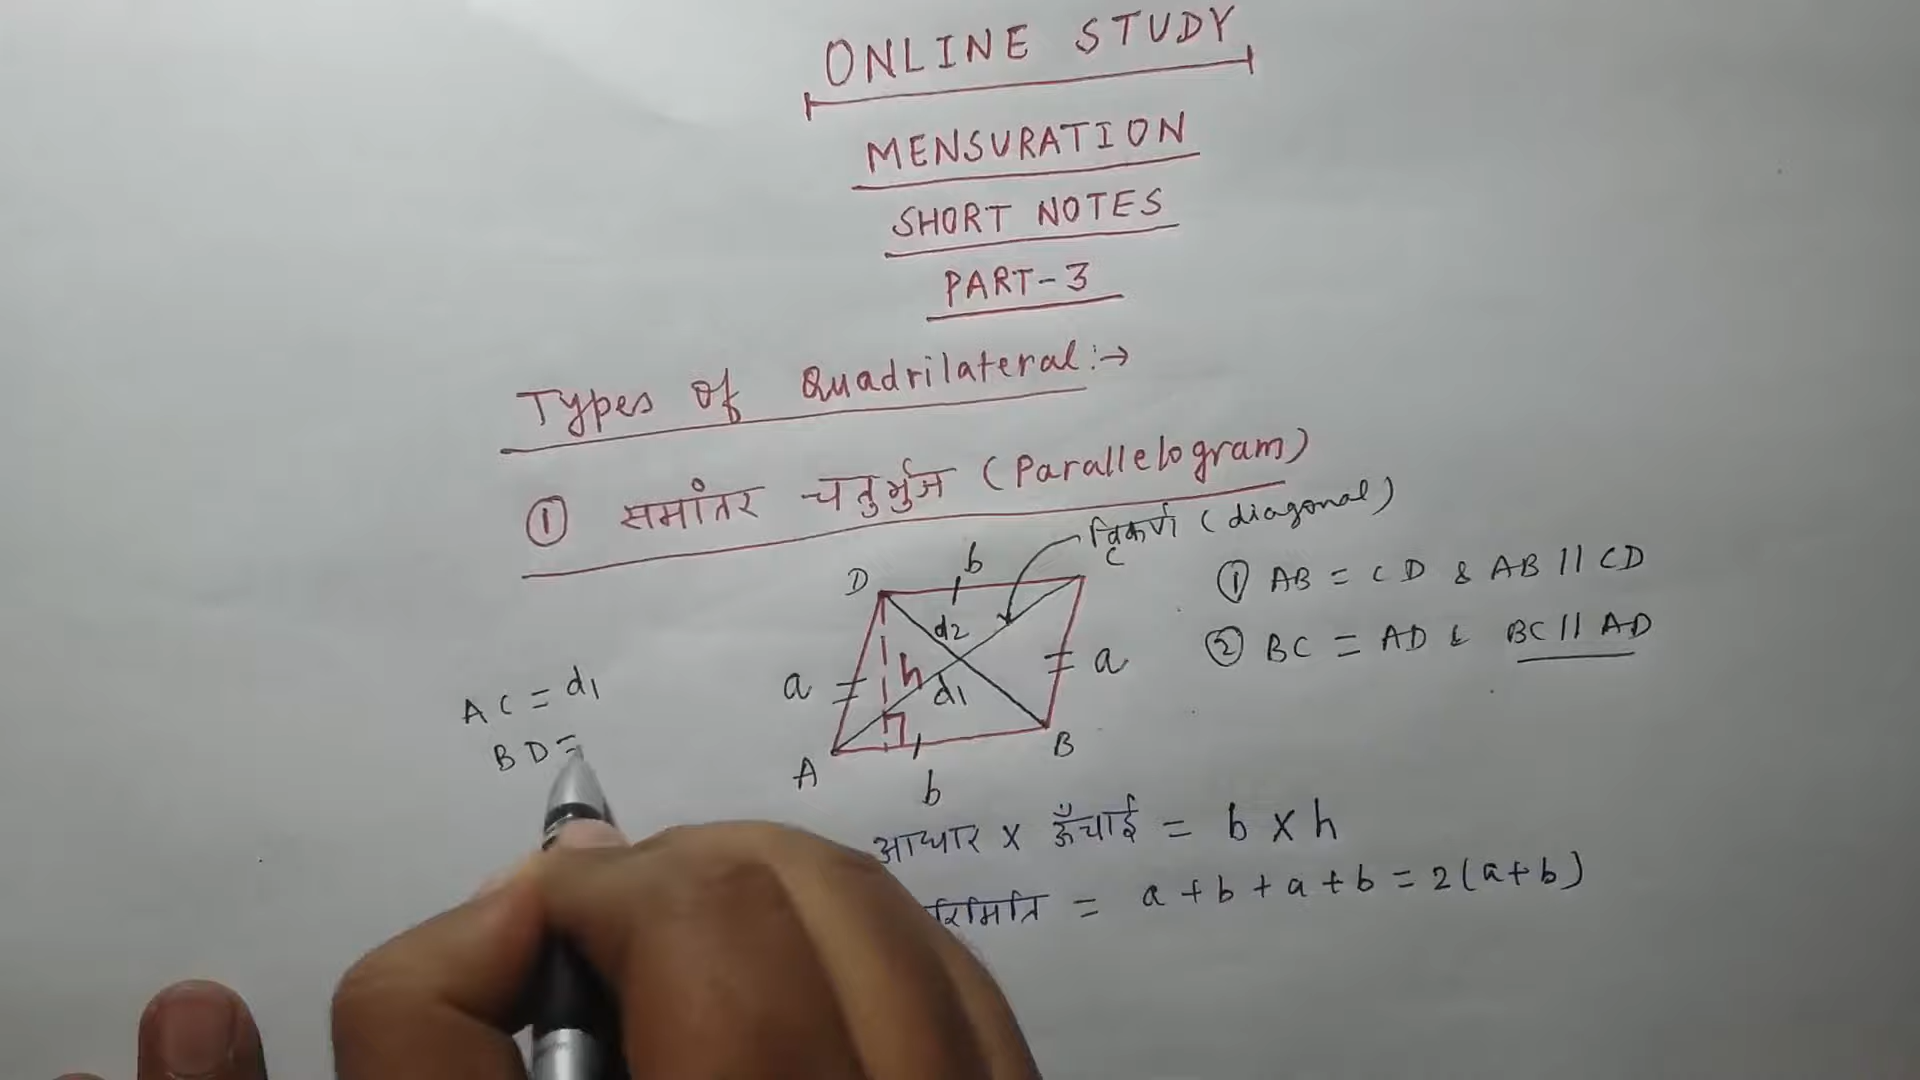 ONLINE STUDY
MENSURATION
SHORT NOTES
PART-3
Types of Quadrilateral:→
① समांतर चतुर्भुज (Parallelogram)
विकर्ण (diagonal)
D b C
① AB = CD & AB || CD
d2
② BC = AD & BC || AD
a h a
AC = d1
d1
BD =
A B
b
आधार x ऊँचाई = b x h
= a + b + a + b = 2(a+b)